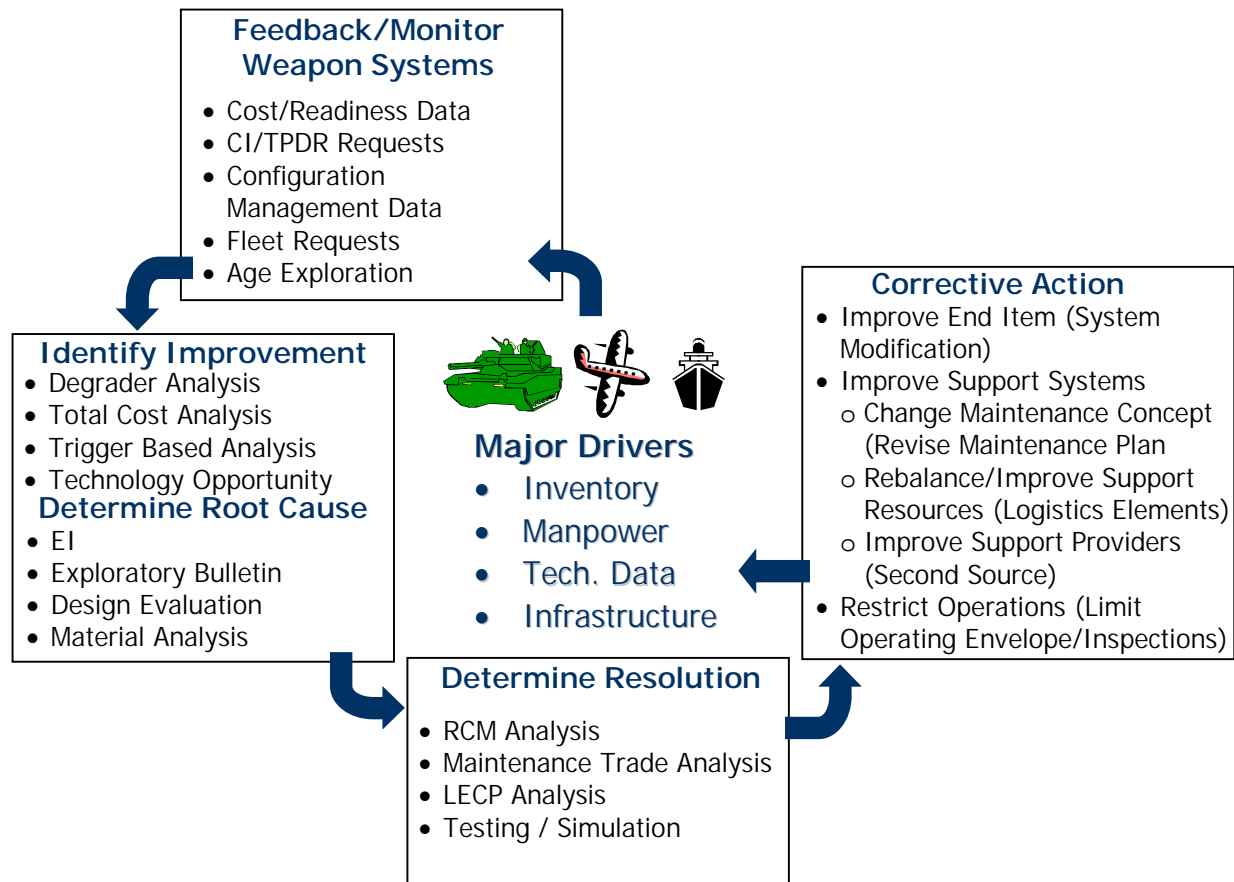 Feedback/Monitor
Weapon Systems
• Cost/Readiness Data
• CI/TPDR Requests
• Configuration
Management Data
• Fleet Requests
• Age Exploration
Identify Improvement
• Degrader Analysis
• Total Cost Analysis
• Trigger Based Analysis
• Technology Opportunity
Determine Root Cause
• EI
• Exploratory Bulletin
• Design Evaluation
• Material Analysis
Major Drivers
• Inventory
• Manpower
• Tech. Data
• Infrastructure
Determine Resolution
• RCM Analysis
• Maintenance Trade Analysis
• LECP Analysis
• Testing / Simulation
Corrective Action
• Improve End Item (System
Modification)
• Improve Support Systems
o Change Maintenance Concept
(Revise Maintenance Plan
o Rebalance/Improve Support
Resources (Logistics Elements)
o Improve Support Providers
(Second Source)
• Restrict Operations (Limit
Operating Envelope/Inspections)